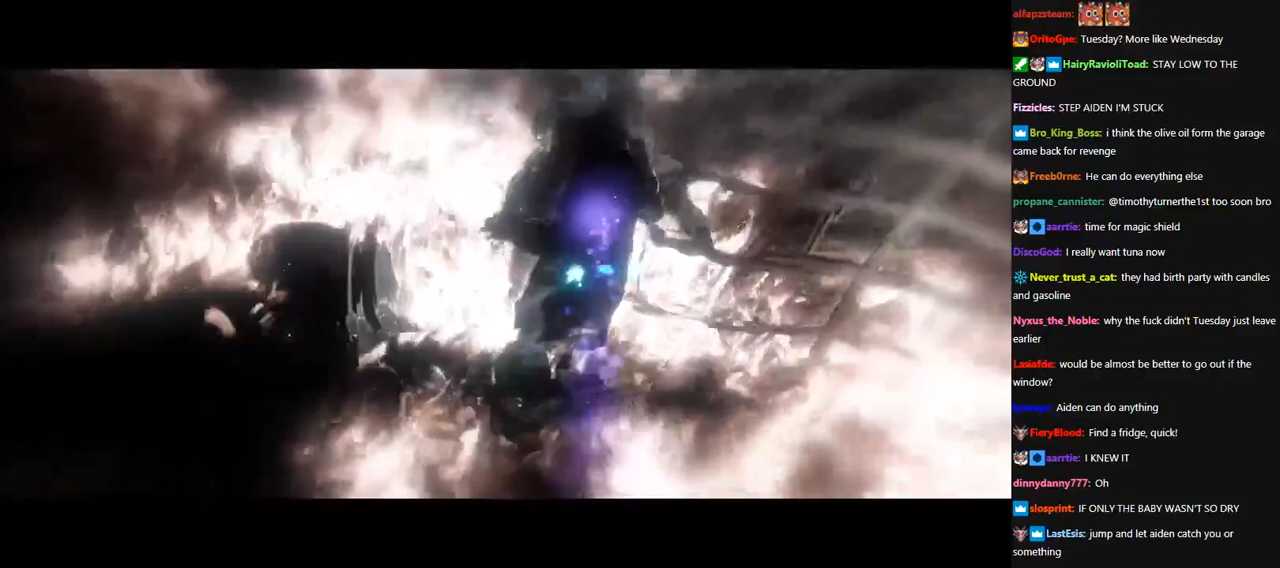 alfapzsteam:
OritoGpe: Tuesday? More like Wednesday
HairyRavioliToad: STAY LOW TO THE
GROUND
Fizzicles: STEP AIDEN I'M STUCK
Bro_King_Boss: i think the olive oil form the garage
came back for revenge
Freeb0rne: He can do everything else
propane_cannister: @timothyturnerthe1st too soon bro
aarrtie: time for magic shield
DiscoGod: I really want tuna now
Never_trust_a_cat: they had birth party with candles
and gasoline
Nyxus_the_Noble: why the fuck didn't Tuesday just leave
earlier
Lasiafde: would be almost be better to go out if the
window?
Aiden can do anything
FieryBlood: Find a fridge, quick!
aarrtie: I KNEW IT
dinnydanny777: Oh
slosprint: IF ONLY THE BABY WASN'T SO DRY
LastEsis: jump and let aiden catch you or
something